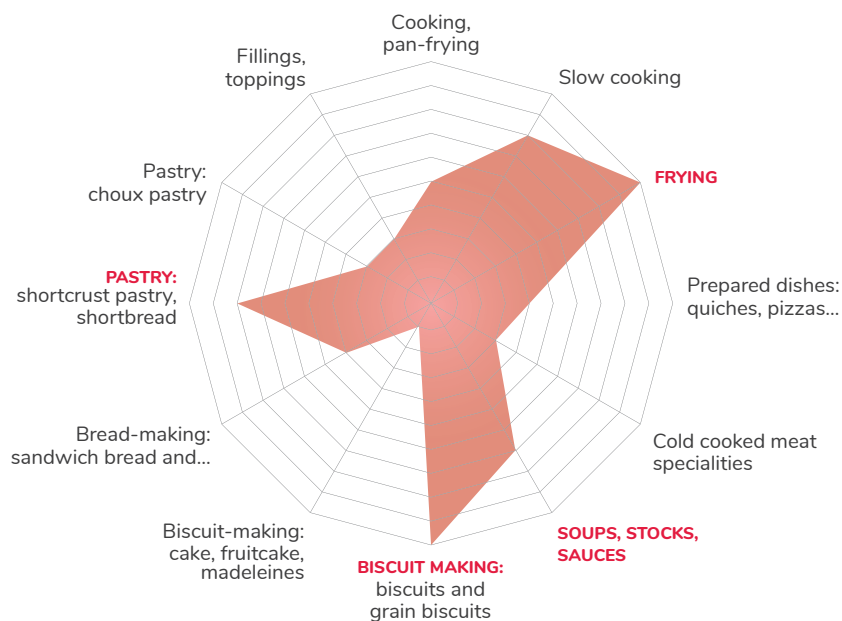 Cooking,
pan-frying
Slow cooking
FRYING
Prepared dishes:
quiches, pizzas...
Cold cooked meat
specialities
SOUPS, STOCKS,
SAUCES
BISCUIT MAKING:
biscuits and
grain biscuits
Biscuit-making:
cake, fruitcake,
madeleines
Bread-making:
sandwich bread and...
PASTRY:
shortcrust pastry,
shortbread
Pastry:
choux pastry
Fillings,
toppings